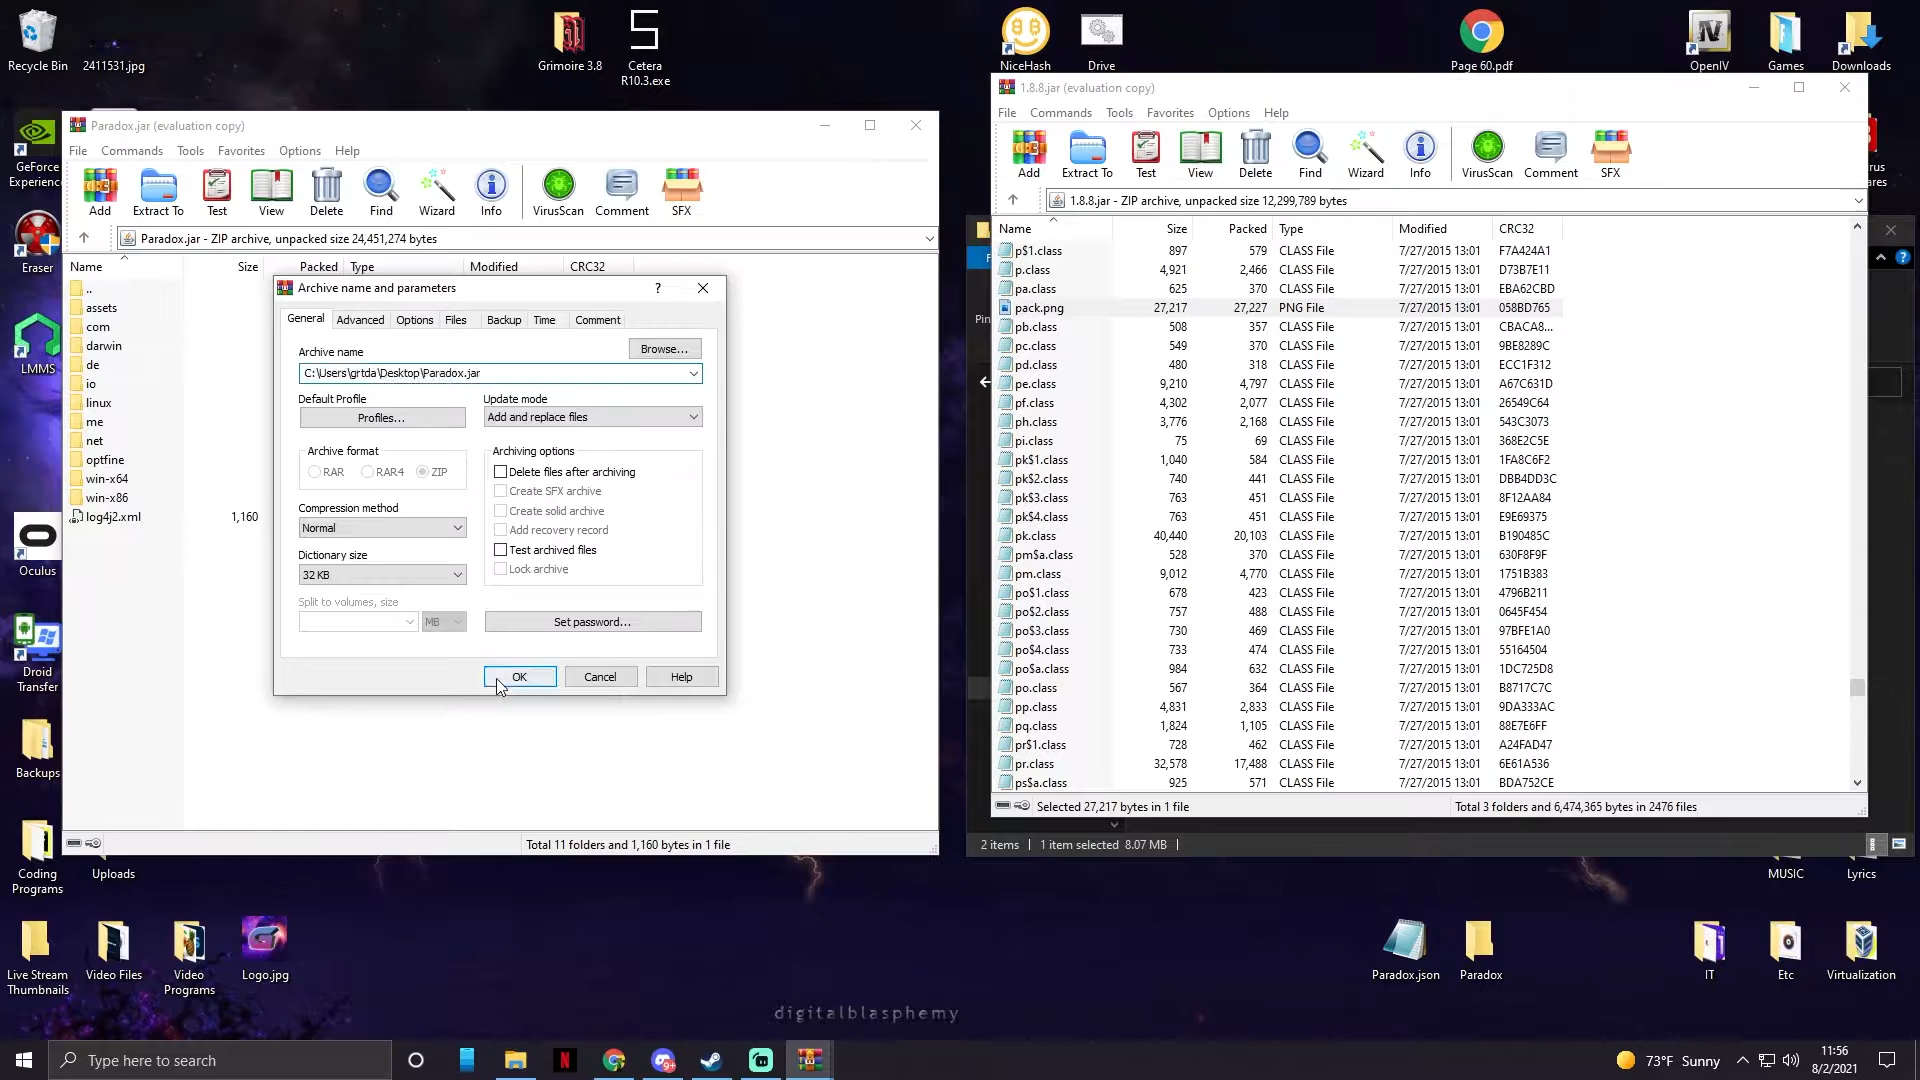 Recycle Bin
2411531.jpg
Grimoire 3.8
Cetera
R10.3.exe
NiceHash
Drive
Page 60.pdf
OpenIV
Games
Downloads
GeForce
Experience
Eraser
LMMS
Oculus
Droid
Transfer
Backups
Coding
Programs
Uploads
Live Stream
Thumbnails
Video Files
Video
Programs
Logo.jpg
Paradox.jar (evaluation copy)
File Commands Tools Favorites Options Help
Add Extract To Test View Delete Find Wizard Info VirusScan Comment SFX
Paradox.jar - ZIP archive, unpacked size 24,451,274 bytes
Name Size Packed Type Modified CRC32
..
assets
com
darwin
de
io
linux
me
net
optfine
win-x64
win-x86
log4j2.xml 1,160
Total 11 folders and 1,160 bytes in 1 file
Archive name and parameters ?
General Advanced Options Files Backup Time Comment
Archive name
Browse...
C:\Users\grtda\Desktop\Paradox.jar
Default Profile
Profiles...
Update mode
Add and replace files
Archive format
RAR RAR4 ZIP
Compression method
Normal
Dictionary size
32 KB
Split to volumes, size
MB
Archiving options
Delete files after archiving
Create SFX archive
Create solid archive
Add recovery record
Test archived files
Lock archive
Set password...
OK Cancel Help
1.8.8.jar (evaluation copy)
File Commands Tools Favorites Options Help
Add Extract To Test View Delete Find Wizard Info VirusScan Comment SFX
1.8.8.jar - ZIP archive, unpacked size 12,299,789 bytes
Name Size Packed Type Modified CRC32
p$1.class 897 579 CLASS File 7/27/2015 13:01 F7A424A1
p.class 4,921 2,466 CLASS File 7/27/2015 13:01 D73B7E11
pa.class 625 370 CLASS File 7/27/2015 13:01 EBA62CBD
pack.png 27,217 27,227 PNG File 7/27/2015 13:01 058BD765
pb.class 508 357 CLASS File 7/27/2015 13:01 CBACA8...
pc.class 549 370 CLASS File 7/27/2015 13:01 9BE8289C
pd.class 480 318 CLASS File 7/27/2015 13:01 ECC1F312
pe.class 9,210 4,797 CLASS File 7/27/2015 13:01 A67C631D
pf.class 4,302 2,077 CLASS File 7/27/2015 13:01 26549C64
ph.class 3,776 2,168 CLASS File 7/27/2015 13:01 543C3073
pi.class 75 69 CLASS File 7/27/2015 13:01 368E2C5E
pk$1.class 1,040 584 CLASS File 7/27/2015 13:01 1FA8C6F2
pk$2.class 740 441 CLASS File 7/27/2015 13:01 DBB4DD3C
pk$3.class 763 451 CLASS File 7/27/2015 13:01 8F12AA84
pk$4.class 763 451 CLASS File 7/27/2015 13:01 E9E69375
pk.class 40,440 20,103 CLASS File 7/27/2015 13:01 B190485C
pm$a.class 528 370 CLASS File 7/27/2015 13:01 630F8F9F
pm.class 9,012 4,770 CLASS File 7/27/2015 13:01 1751B383
po$1.class 678 423 CLASS File 7/27/2015 13:01 4796B211
po$2.class 757 488 CLASS File 7/27/2015 13:01 0645F454
po$3.class 730 469 CLASS File 7/27/2015 13:01 97BFE1A0
po$4.class 733 474 CLASS File 7/27/2015 13:01 55164504
po$a.class 984 632 CLASS File 7/27/2015 13:01 1DC725D8
po.class 567 364 CLASS File 7/27/2015 13:01 B8717C7C
pp.class 4,831 2,833 CLASS File 7/27/2015 13:01 9DA333AC
pq.class 1,824 1,105 CLASS File 7/27/2015 13:01 88E7E6FF
pr$1.class 728 462 CLASS File 7/27/2015 13:01 A24FAD47
pr.class 32,578 17,488 CLASS File 7/27/2015 13:01 6E61A536
ps$a.class 925 571 CLASS File 7/27/2015 13:01 BDA752CE
Selected 27,217 bytes in 1 file
Total 3 folders and 6,474,365 bytes in 2476 files
2 items 1 item selected 8.07 MB
MUSIC
Lyrics
Paradox.json
Paradox
IT
Etc
Virtualization
digitalblasphemy
Type here to search
73°F Sunny
11:56
8/2/2021